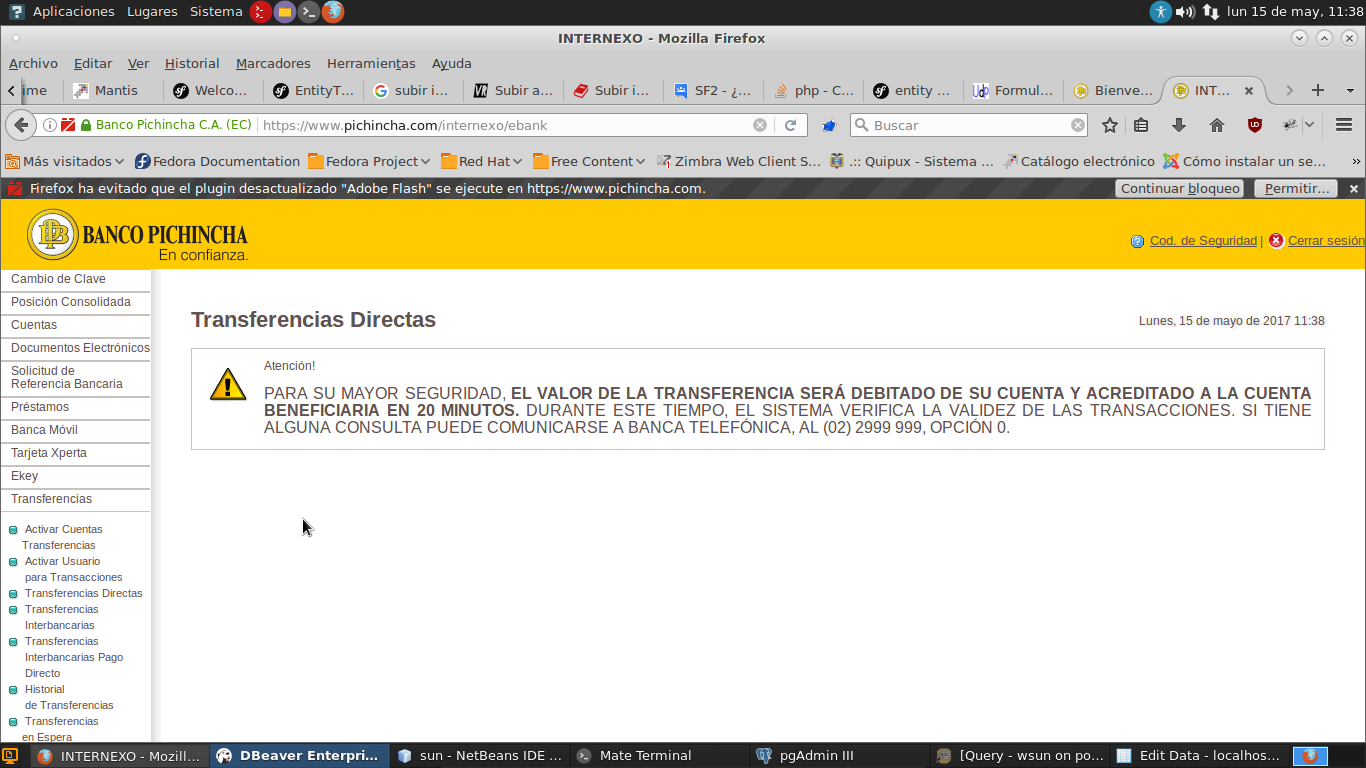 Aplicaciones Lugares Sistema lun 15 de may, 11:38
INTERNEXO - Mozilla Firefox
Archivo Editar Ver Historial Marcadores Herramientas Ayuda
ime Mantis Welco... EntityT... subir i... Subir a... Subir i... SF2 - ¿... php - C... entity ... Formul... Bienve... INT...
Banco Pichincha C.A. (EC) https://www.pichincha.com/internexo/ebank Buscar
Más visitados Fedora Documentation Fedora Project Red Hat Free Content Zimbra Web Client S... .:: Quipux - Sistema ... Catálogo electrónico Cómo instalar un se... »
Firefox ha evitado que el plugin desactualizado "Adobe Flash" se ejecute en https://www.pichincha.com. Continuar bloqueo Permitir...
BANCO PICHINCHA
En confianza.
Cod. de Seguridad | Cerrar sesión
Cambio de Clave
Posición Consolidada
Cuentas
Documentos Electrónicos
Solicitud de
Referencia Bancaria
Préstamos
Banca Móvil
Tarjeta Xperta
Ekey
Transferencias
Activar Cuentas
Transferencias
Activar Usuario
para Transacciones
Transferencias Directas
Transferencias
Interbancarias
Transferencias
Interbancarias Pago
Directo
Historial
de Transferencias
Transferencias
en Espera
Transferencias Directas
Lunes, 15 de mayo de 2017 11:38
Atención!
PARA SU MAYOR SEGURIDAD, EL VALOR DE LA TRANSFERENCIA SERÁ DEBITADO DE SU CUENTA Y ACREDITADO A LA CUENTA
BENEFICIARIA EN 20 MINUTOS. DURANTE ESTE TIEMPO, EL SISTEMA VERIFICA LA VALIDEZ DE LAS TRANSACCIONES. SI TIENE
ALGUNA CONSULTA PUEDE COMUNICARSE A BANCA TELEFÓNICA, AL (02) 2999 999, OPCIÓN 0.
INTERNEXO - Mozill... DBeaver Enterpri... sun - NetBeans IDE ... Mate Terminal pgAdmin III [Query - wsun on po... Edit Data - localhos...